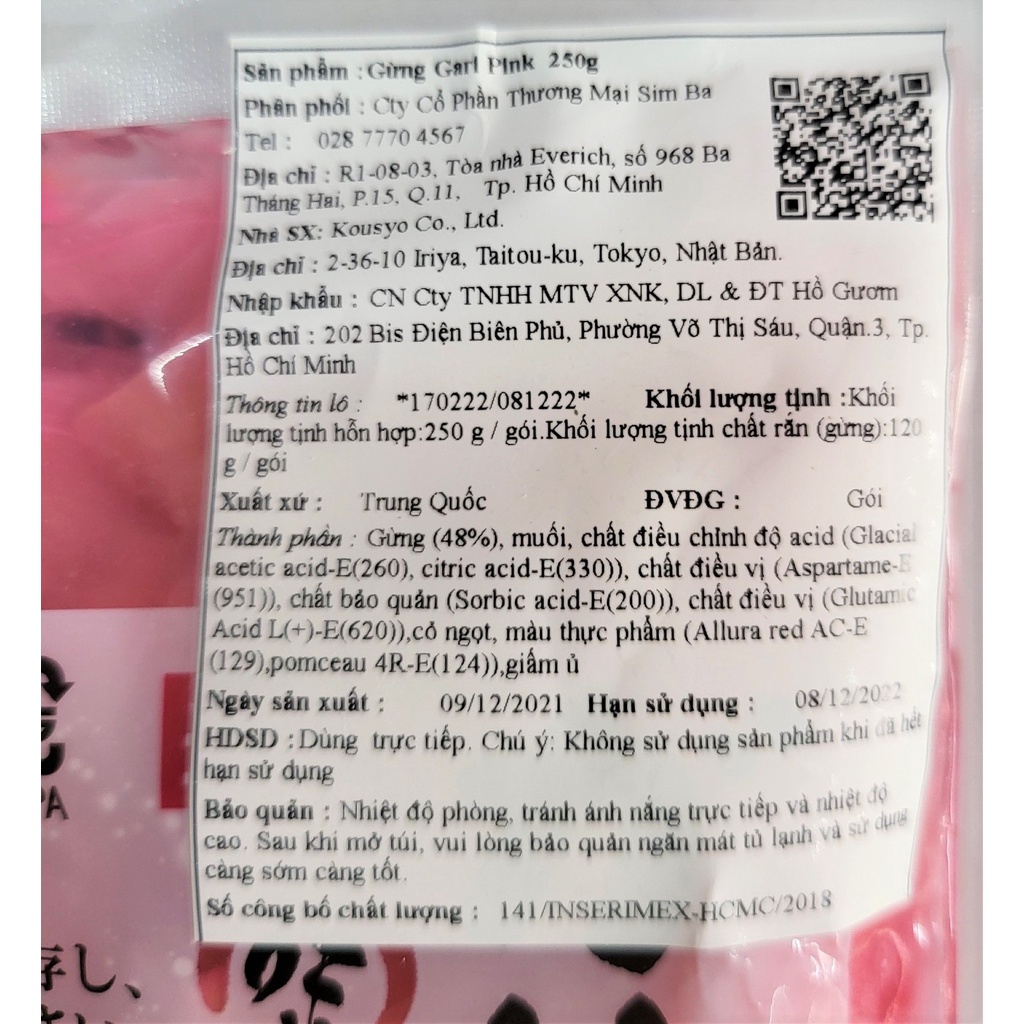 Sản phẩm : Gừng Gari Pink 250g
Phân phối : Cty Cổ Phần Thương Mại Sim Ba
Tel : 028 7770 4567
Địa chỉ : R1-08-03, Tòa nhà Everich, số 968 Ba
Tháng Hai, P.15, Q.11, Tp. Hồ Chí Minh
Nhà SX: Kousyo Co., Ltd.
Địa chỉ : 2-36-10 Iriya, Taitou-ku, Tokyo, Nhật Bản.
Nhập khẩu : CN Cty TNHH MTV XNK, DL & ĐT Hồ Gươm
Địa chỉ : 202 Bis Điện Biên Phủ, Phường Võ Thị Sáu, Quận.3, Tp.
Hồ Chí Minh
Thông tin lô : *170222/081222* Khối lượng tịnh :Khối
lượng tịnh hỗn hợp:250 g / gói.Khối lượng tịnh chất rắn (gừng):120
g / gói
Xuất xứ : Trung Quốc ĐVĐG : Gói
Thành phần : Gừng (48%), muối, chất điều chỉnh độ acid (Glacial
acetic acid-E(260), citric acid-E(330)), chất điều vị (Aspartame-E
(951)), chất bảo quản (Sorbic acid-E(200)), chất điều vị (Glutamic
Acid L(+)-E(620)),cỏ ngọt, màu thực phẩm (Allura red AC-E
(129),pomceau 4R-E(124)),giấm ủ
Ngày sản xuất : 09/12/2021 Hạn sử dụng : 08/12/2022
HDSD : Dùng trực tiếp. Chú ý: Không sử dụng sản phẩm khi đã hết
hạn sử dụng
Bảo quản : Nhiệt độ phòng, tránh ánh nắng trực tiếp và nhiệt độ
cao. Sau khi mở túi, vui lòng bảo quản ngăn mát tủ lạnh và sử dụng
càng sớm càng tốt.
Số công bố chất lượng : 141/INSERIMEX-HCMC/2018
PA
存し、